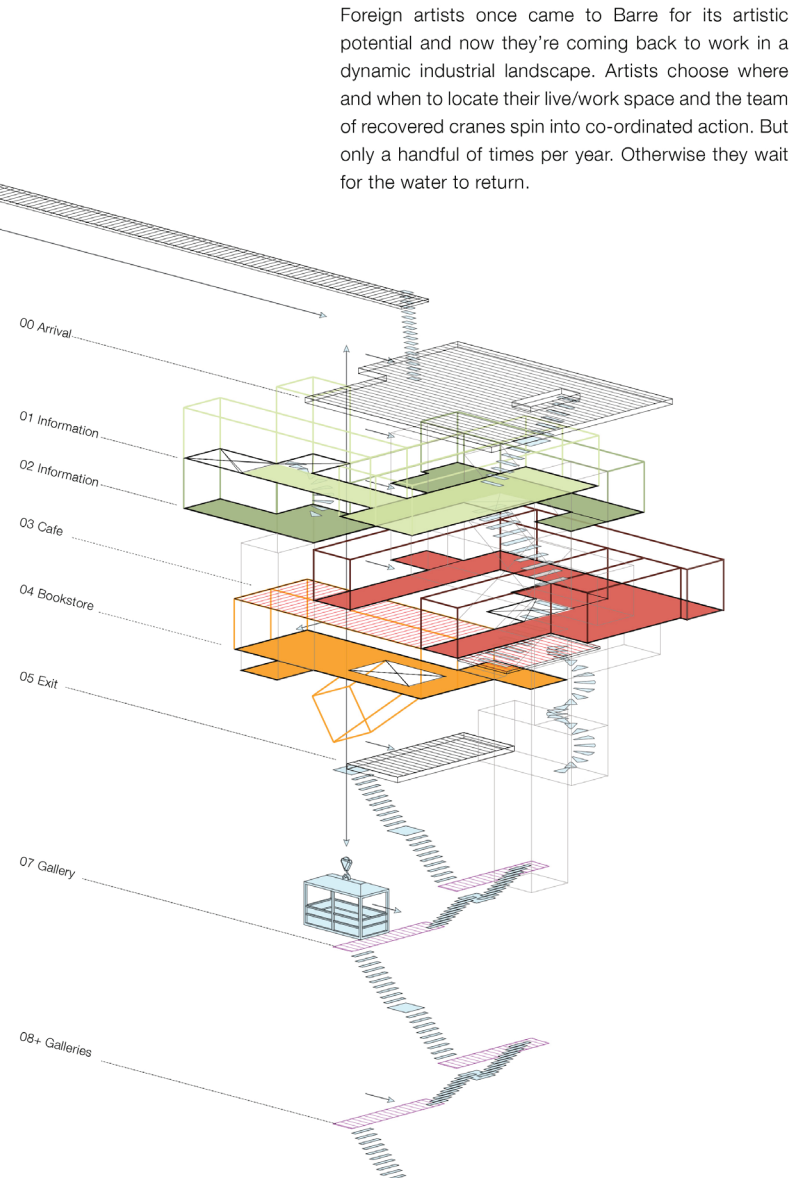 Foreign artists once came to Barre for its artistic
potential and now they're coming back to work in a
dynamic industrial landscape. Artists choose where
and when to locate their live/work space and the team
of recovered cranes spin into co-ordinated action. But
only a handful of times per year. Otherwise they wait
for the water to return.
00 Arrival
01 Information
02 Information
03 Cafe
04 Bookstore
05 Exit
07 Gallery
08+ Galleries